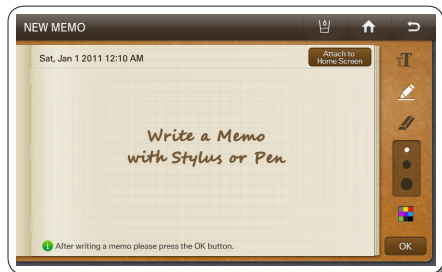 NEW MEMO
Sat, Jan 1 2011 12:10 AM
Attach to
Home Screen
T
Write a Memo
with Stylus or Pen
After writing a memo please press the OK button.
OK